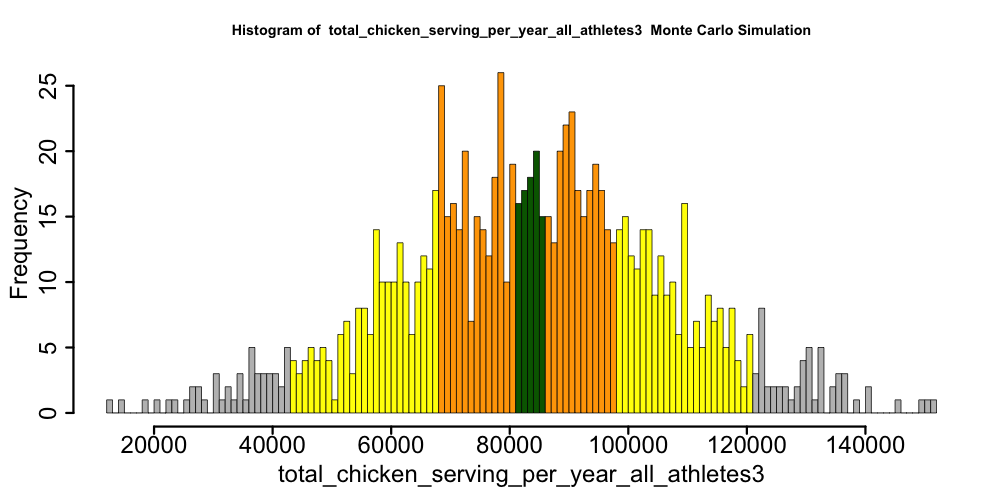 Histogram of total_chicken_serving_per_year_all_athletes3 Monte Carlo Simulation
Frequency
25
20
15
10
5
0
20000 40000 60000 80000 100000 120000 140000
total_chicken_serving_per_year_all_athletes3